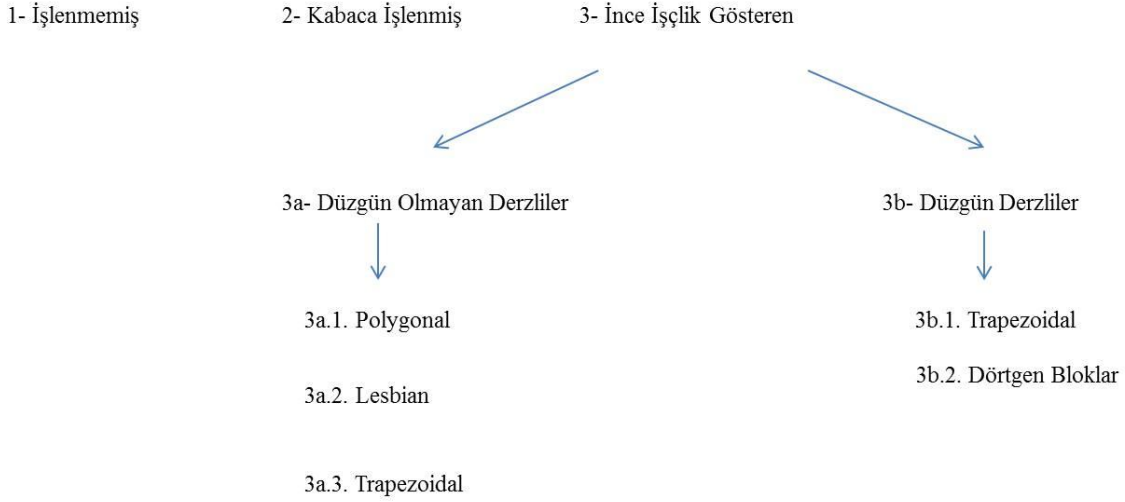 1- İşlenmemiş 2- Kabaca İşlenmiş 3- İnce İşçlik Gösteren
3a- Düzgün Olmayan Derzliler 3b- Düzgün Derzliler
3a.1. Polygonal 3b.1. Trapezoidal
3b.2. Dörtgen Bloklar
3a.2. Lesbian
3a.3. Trapezoidal